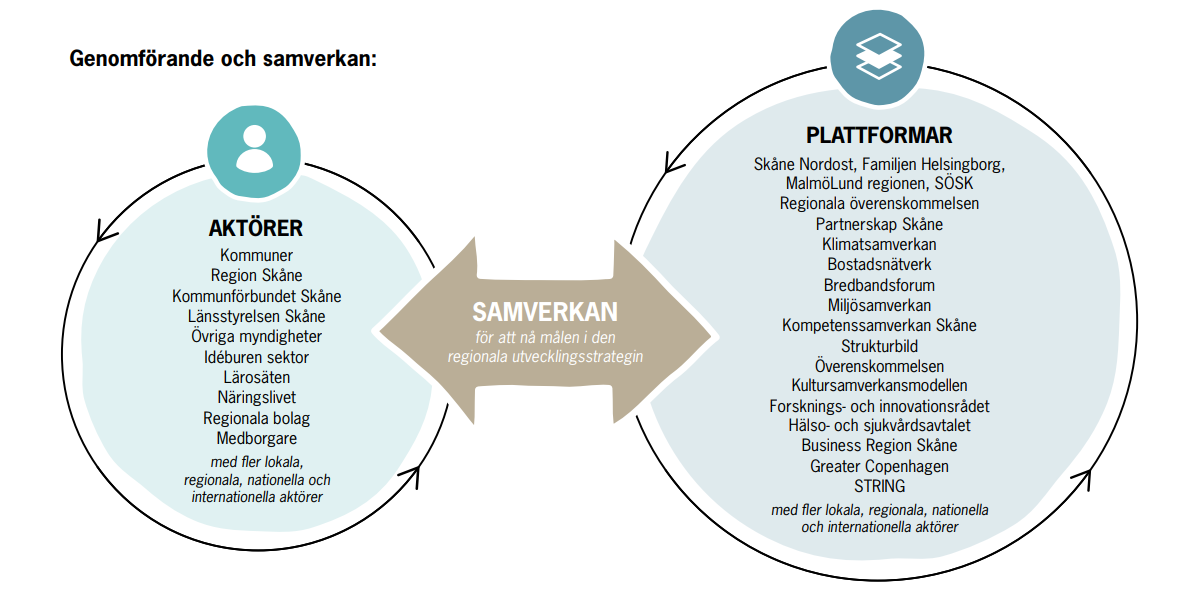 Genomförande och samverkan:
AKTÖRER
Kommuner
Region Skåne
Kommunförbundet Skåne
Länsstyrelsen Skåne
Övriga myndigheter
Idéburen sektor
Lärosäten
Näringslivet
Regionala bolag
Medborgare
med fler lokala,
regionala, nationella och
internationella aktörer
SAMVERKAN
för att nå målen i den
regionala utvecklingsstrategin
PLATTFORMAR
Skåne Nordost, Familjen Helsingborg,
MalmöLund regionen, SÖSK
Regionala överenskommelsen
Partnerskap Skåne
Klimatsamverkan
Bostadsnätverk
Bredbandsforum
Miljösamverkan
Kompetenssamverkan Skåne
Strukturbild
Överenskommelsen
Kultursamverkansmodellen
Forsknings- och innovationsrådet
Hälso- och sjukvårdsavtalet
Business Region Skåne
Greater Copenhagen
STRING
med fler lokala, regionala, nationella
och internationella aktörer